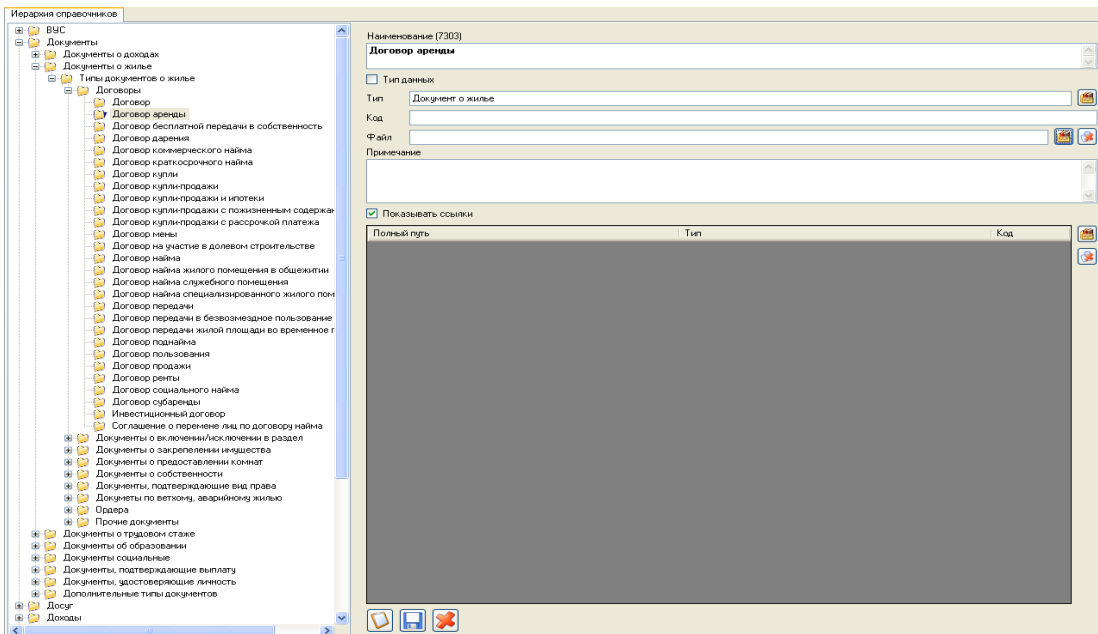 Иерархия справочников
ВУС
Документы
Документы о доходах
Документы о жилье
Типы документов о жилье
Договоры
Договор
Договор аренды
Договор бесплатной передачи в собственность
Договор дарения
Договор коммерческого найма
Договор краткосрочного найма
Договор купли
Договор купли-продажи
Договор купли-продажи и ипотеки
Договор купли-продажи с пожизненным содержан
Договор купли-продажи с рассрочкой платежа
Договор мены
Договор на участие в долевом строительстве
Договор найма
Договор найма жилого помещения в общежитии
Договор найма служебного помещения
Договор найма специализированного жилого пом
Договор передачи
Договор передачи в безвозмездное пользование
Договор передачи жилой площади во временное г
Договор поднайма
Договор пользования
Договор продажи
Договор ренты
Договор социального найма
Договор субаренды
Инвестиционный договор
Соглашение о перемене лиц по договору найма
Документы о включении/исключении в раздел
Документы о закрепелении имущества
Документы о предоставлении комнат
Документы о собственности
Документы, подтверждающие вид права
Докуметы по ветхому, аварийному жилью
Ордера
Прочие документы
Документы о трудовом стаже
Документы об образовании
Документы социальные
Документы, подтверждающие выплату
Документы, удостоверяющие личность
Дополнительные типы документов
Досуг
Доходы
Наименование (7303)
Договор аренды
Тип данных
Тип Документ о жилье
Код
Файл
Примечание
Показывать ссылки
Полный путь Тип Код